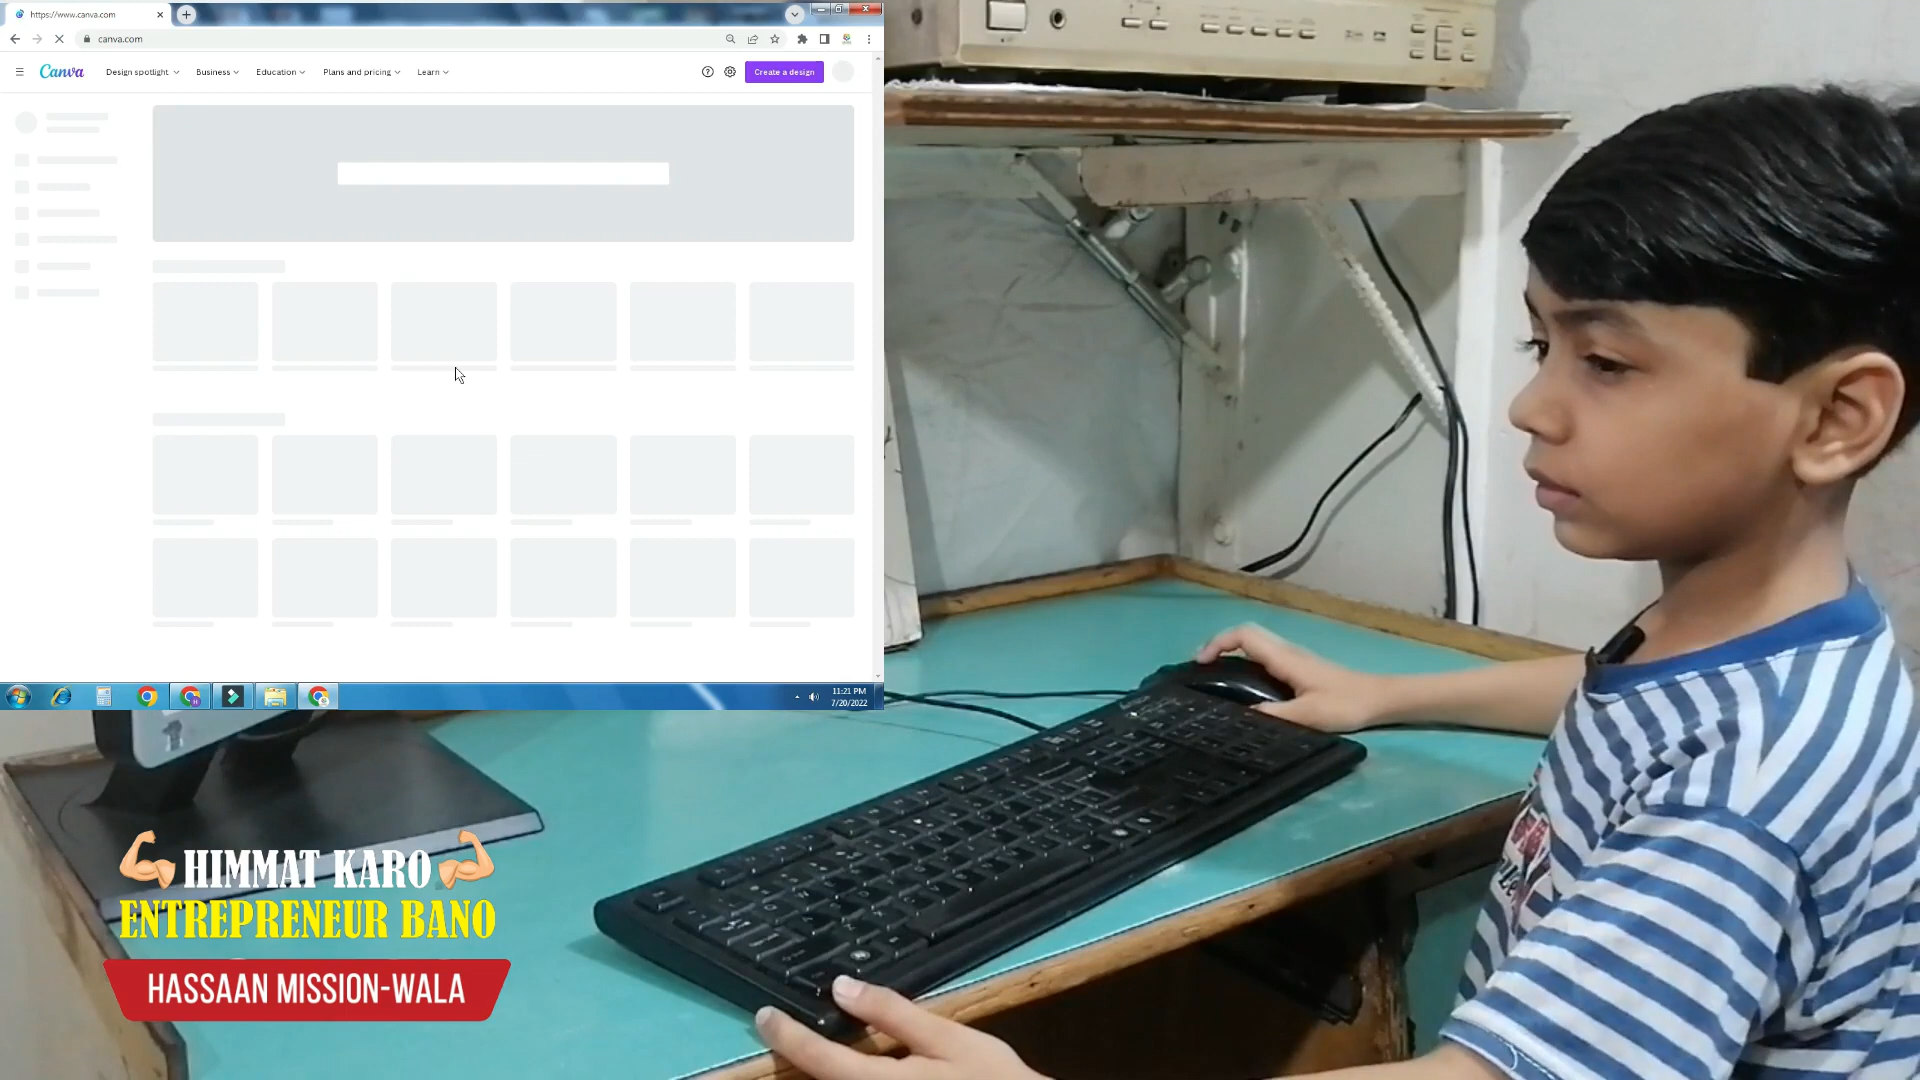 https://www.canva.com
canva.com
Canva
Design spotlight
Business
Education
Plans and pricing
Learn
Create a design
11:21 PM
7/20/2022
HIMMAT KARO
ENTREPRENEUR BANO
HASSAAN MISSION-WALA